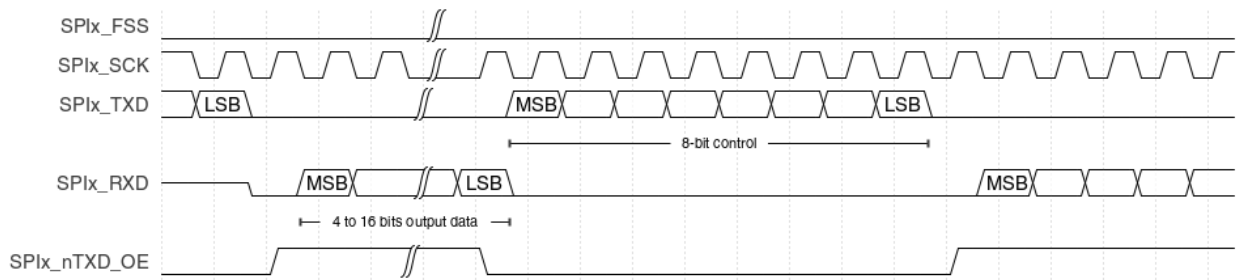 SPIx_FSS
SPIx_SCK
SPIx_TXD LSB MSB LSB
8-bit control
SPIx_RXD MSB LSB MSB
4 to 16 bits output data
SPIx_nTXD_OE